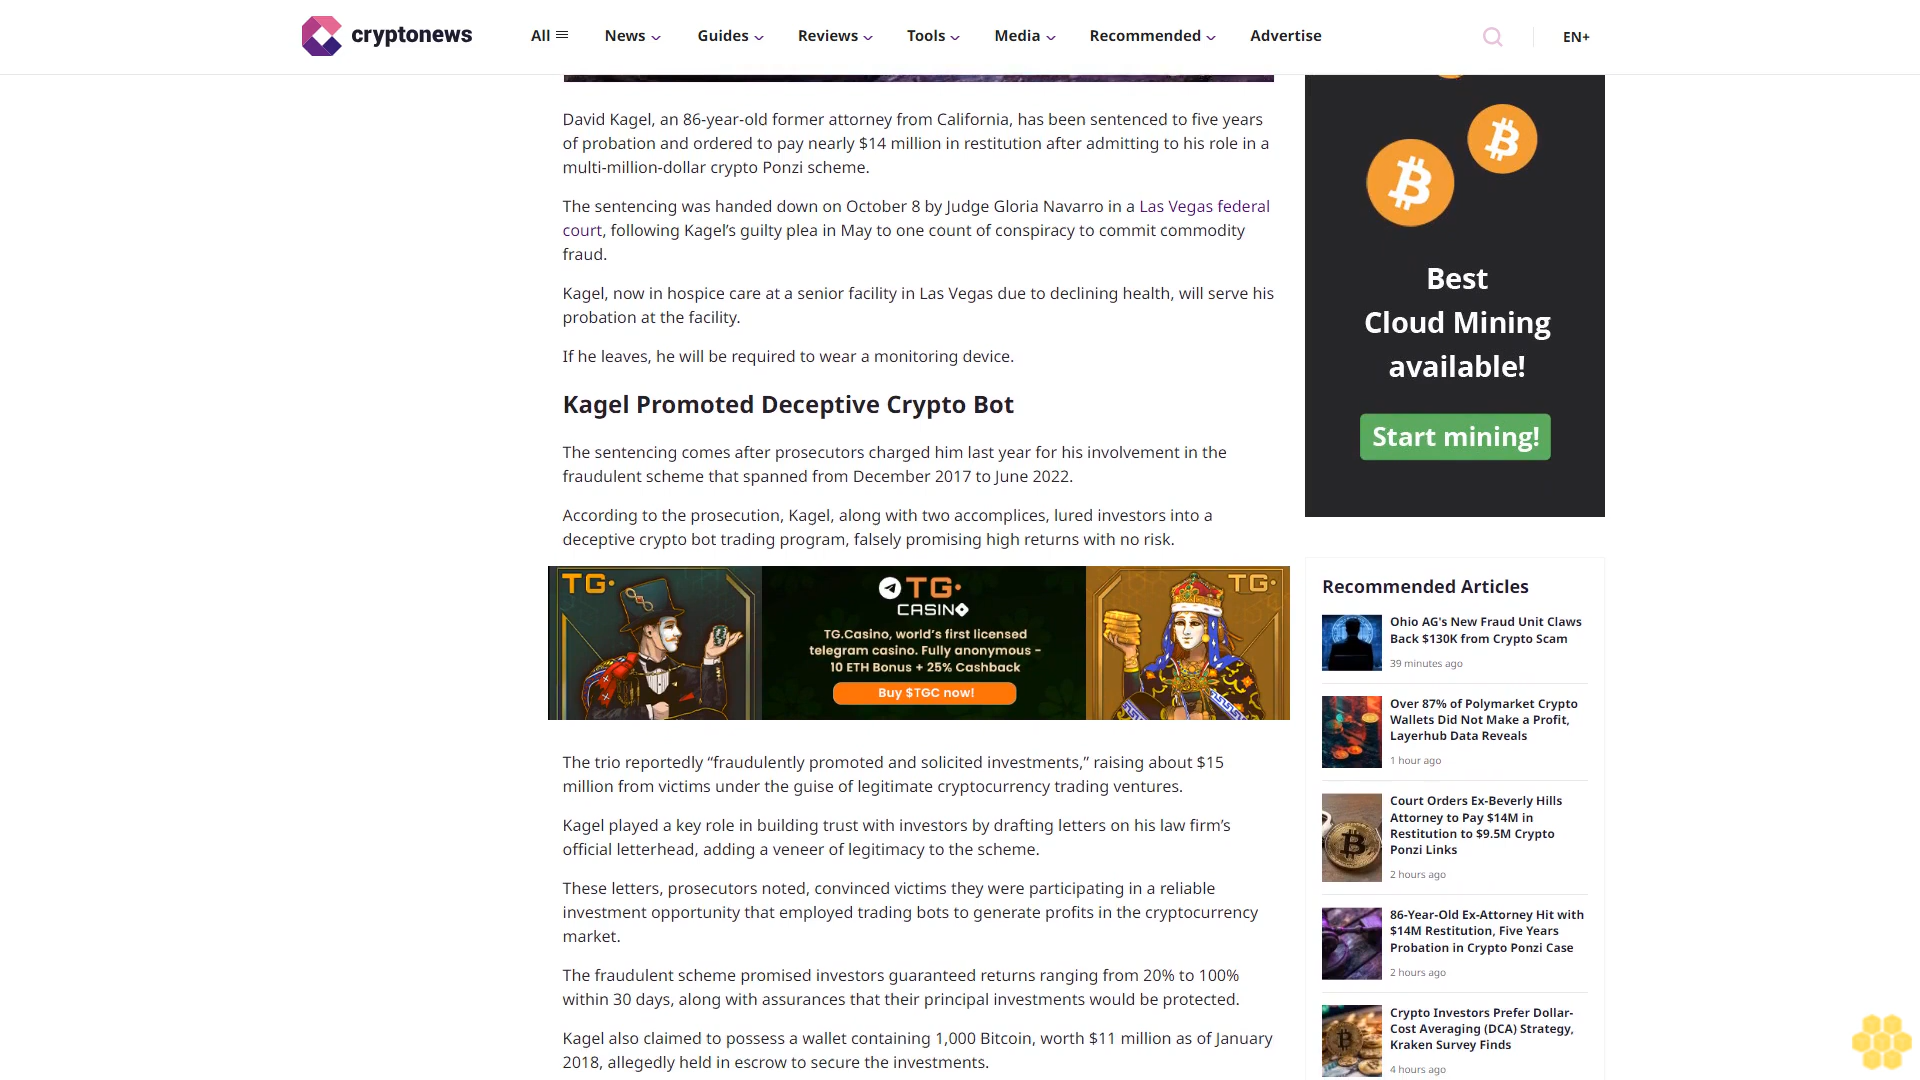 cryptonews
All
News
Guides
Reviews
Tools
Media
Recommended
Advertise
EN+
David Kagel, an 86-year-old former attorney from California, has been sentenced to five years
of probation and ordered to pay nearly $14 million in restitution after admitting to his role in a
multi-million-dollar crypto Ponzi scheme.
The sentencing was handed down on October 8 by Judge Gloria Navarro in a Las Vegas federal
court, following Kagel’s guilty plea in May to one count of conspiracy to commit commodity
fraud.
Kagel, now in hospice care at a senior facility in Las Vegas due to declining health, will serve his
probation at the facility.
If he leaves, he will be required to wear a monitoring device.
Kagel Promoted Deceptive Crypto Bot
The sentencing comes after prosecutors charged him last year for his involvement in the
fraudulent scheme that spanned from December 2017 to June 2022.
According to the prosecution, Kagel, along with two accomplices, lured investors into a
deceptive crypto bot trading program, falsely promising high returns with no risk.
TG.
TG.
CASINO
TG.Casino, world's first licensed
telegram casino. Fully anonymous -
10 ETH Bonus + 25% Cashback
Buy $TGC now!
TG.
The trio reportedly “fraudulently promoted and solicited investments,” raising about $15
million from victims under the guise of legitimate cryptocurrency trading ventures.
Kagel played a key role in building trust with investors by drafting letters on his law firm’s
official letterhead, adding a veneer of legitimacy to the scheme.
These letters, prosecutors noted, convinced victims they were participating in a reliable
investment opportunity that employed trading bots to generate profits in the cryptocurrency
market.
The fraudulent scheme promised investors guaranteed returns ranging from 20% to 100%
within 30 days, along with assurances that their principal investments would be protected.
Kagel also claimed to possess a wallet containing 1,000 Bitcoin, worth $11 million as of January
2018, allegedly held in escrow to secure the investments.
Best
Cloud Mining
available!
Start mining!
Recommended Articles
Ohio AG's New Fraud Unit Claws
Back $130K from Crypto Scam
39 minutes ago
Over 87% of Polymarket Crypto
Wallets Did Not Make a Profit,
Layerhub Data Reveals
1 hour ago
Court Orders Ex-Beverly Hills
Attorney to Pay $14M in
Restitution to $9.5M Crypto
Ponzi Links
2 hours ago
86-Year-Old Ex-Attorney Hit with
$14M Restitution, Five Years
Probation in Crypto Ponzi Case
2 hours ago
Crypto Investors Prefer Dollar-
Cost Averaging (DCA) Strategy,
Kraken Survey Finds
4 hours ago